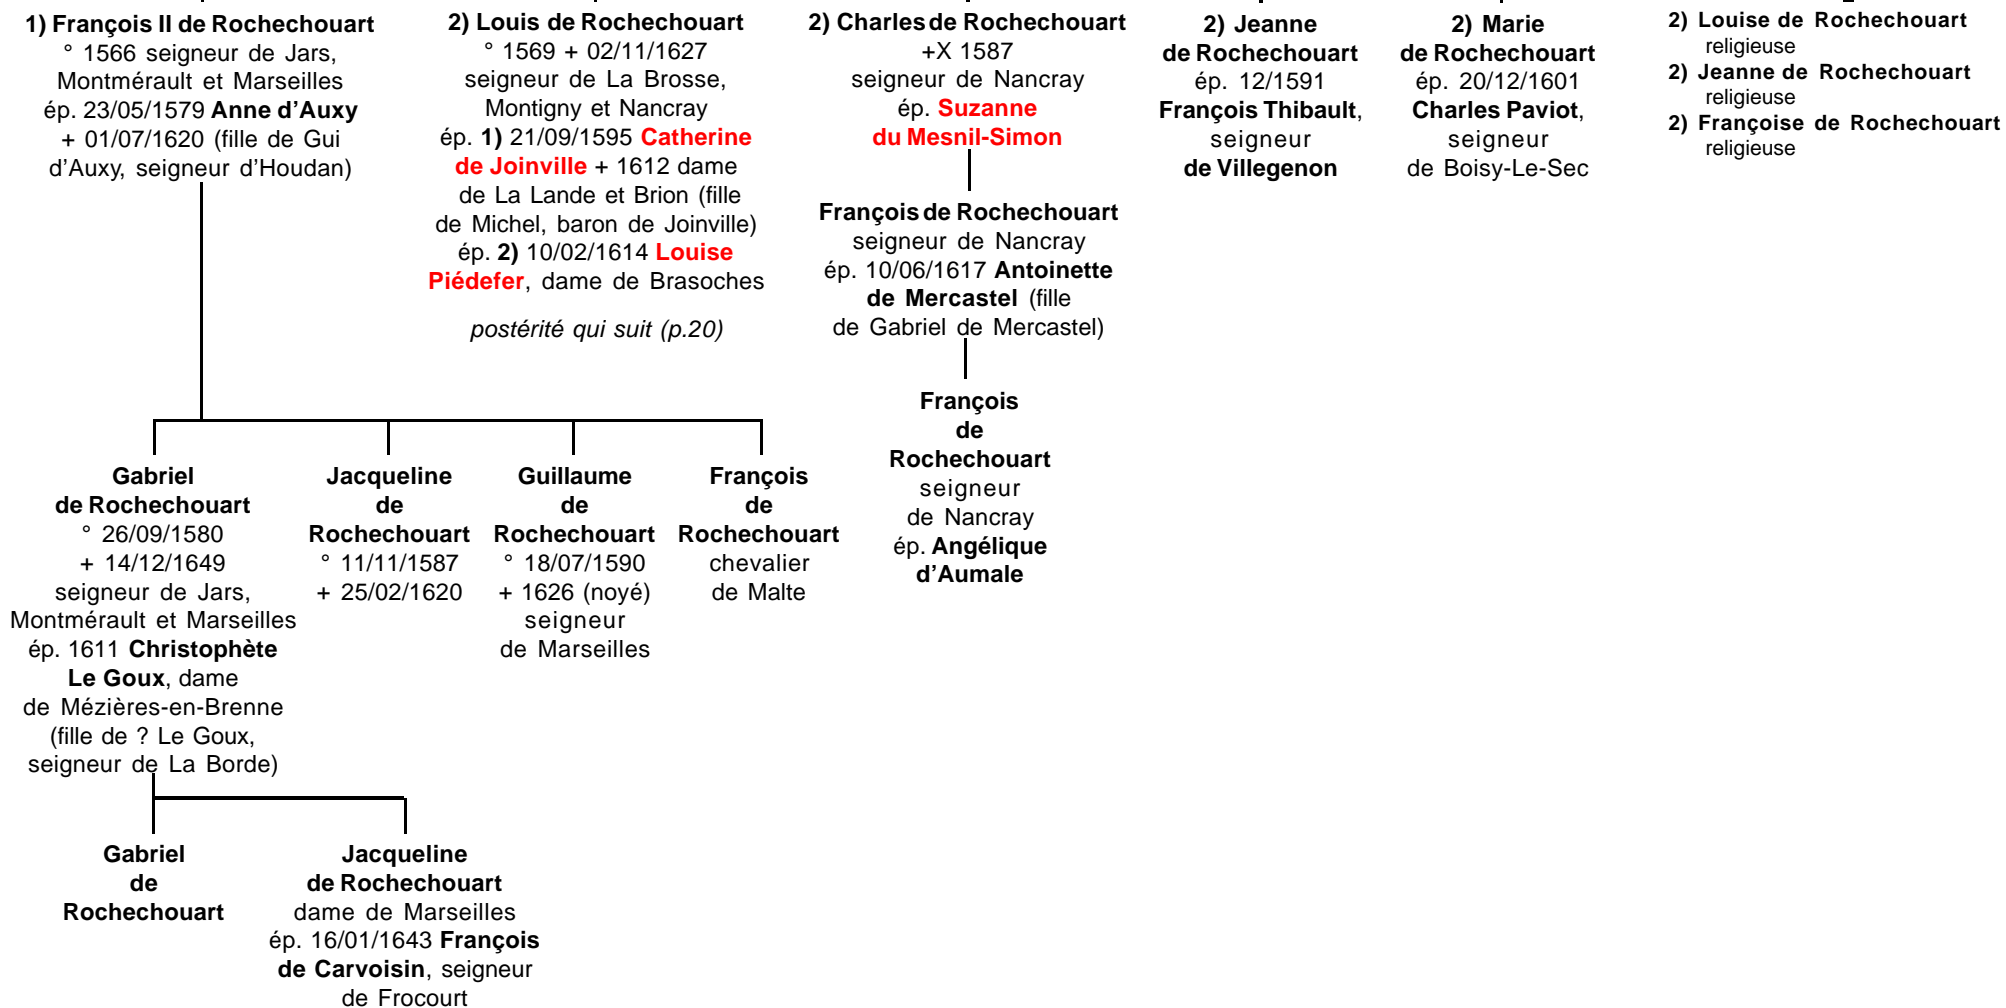 1) François II de Rochechouart
° 1566 seigneur de Jars,
Montmérault et Marseilles
ép. 23/05/1579 Anne d'Auxy
+ 01/07/1620 (fille de Gui
d'Auxy, seigneur d'Houdan)
2) Louis de Rochechouart
° 1569 + 02/11/1627
seigneur de La Brosse,
Montigny et Nancray
ép. 1) 21/09/1595 Catherine
de Joinville + 1612 dame
de La Lande et Brion (fille
de Michel, baron de Joinville)
ép. 2) 10/02/1614 Louise
Piédefer, dame de Brasoches
postérité qui suit (p.20)
2) Charles de Rochechouart
+X 1587
seigneur de Nancray
ép. Suzanne
du Mesnil-Simon
François de Rochechouart
seigneur de Nancray
ép. 10/06/1617 Antoinette
de Mercastel (fille
de Gabriel de Mercastel)
François
de
Rochechouart
seigneur
de Nancray
ép. Angélique
d'Aumale
2) Jeanne
de Rochechouart
ép. 12/1591
François Thibault,
seigneur
de Villegenon
2) Marie
de Rochechouart
ép. 20/12/1601
Charles Paviot,
seigneur
de Boisy-Le-Sec
2) Louise de Rochechouart
religieuse
2) Jeanne de Rochechouart
religieuse
2) Françoise de Rochechouart
religieuse
Gabriel
de Rochechouart
° 26/09/1580
+ 14/12/1649
seigneur de Jars,
Montmérault et Marseilles
ép. 1611 Christophète
Le Goux, dame
de Mézières-en-Brenne
(fille de ? Le Goux,
seigneur de La Borde)
Jacqueline
de
Rochechouart
° 11/11/1587
+ 25/02/1620
Guillaume
de
Rochechouart
° 18/07/1590
+ 1626 (noyé)
seigneur
de Marseilles
François
de
Rochechouart
chevalier
de Malte
Gabriel
de
Rochechouart
Jacqueline
de Rochechouart
dame de Marseilles
ép. 16/01/1643 François
de Carvoisin, seigneur
de Frocourt